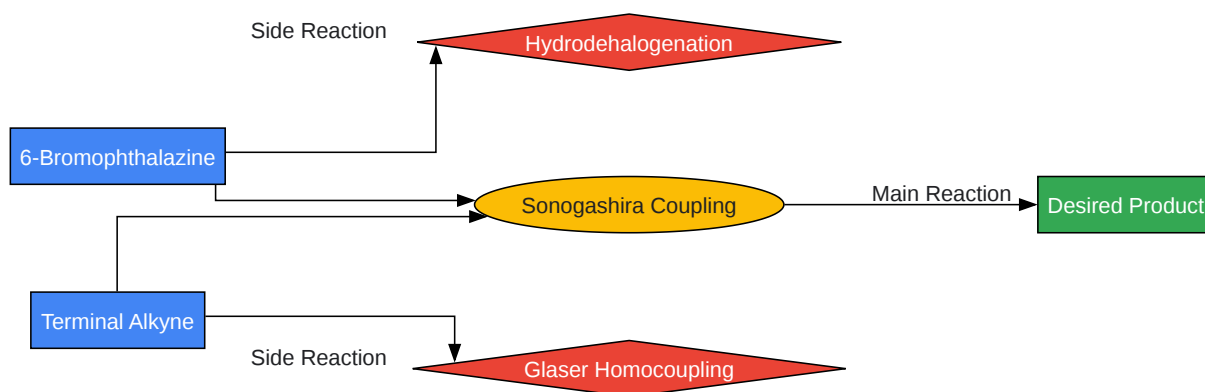 Side Reaction
Hydrodehalogenation
6-Bromophthalazine
Sonogashira Coupling
Main Reaction
Desired Product
Terminal Alkyne
Side Reaction
Glaser Homocoupling